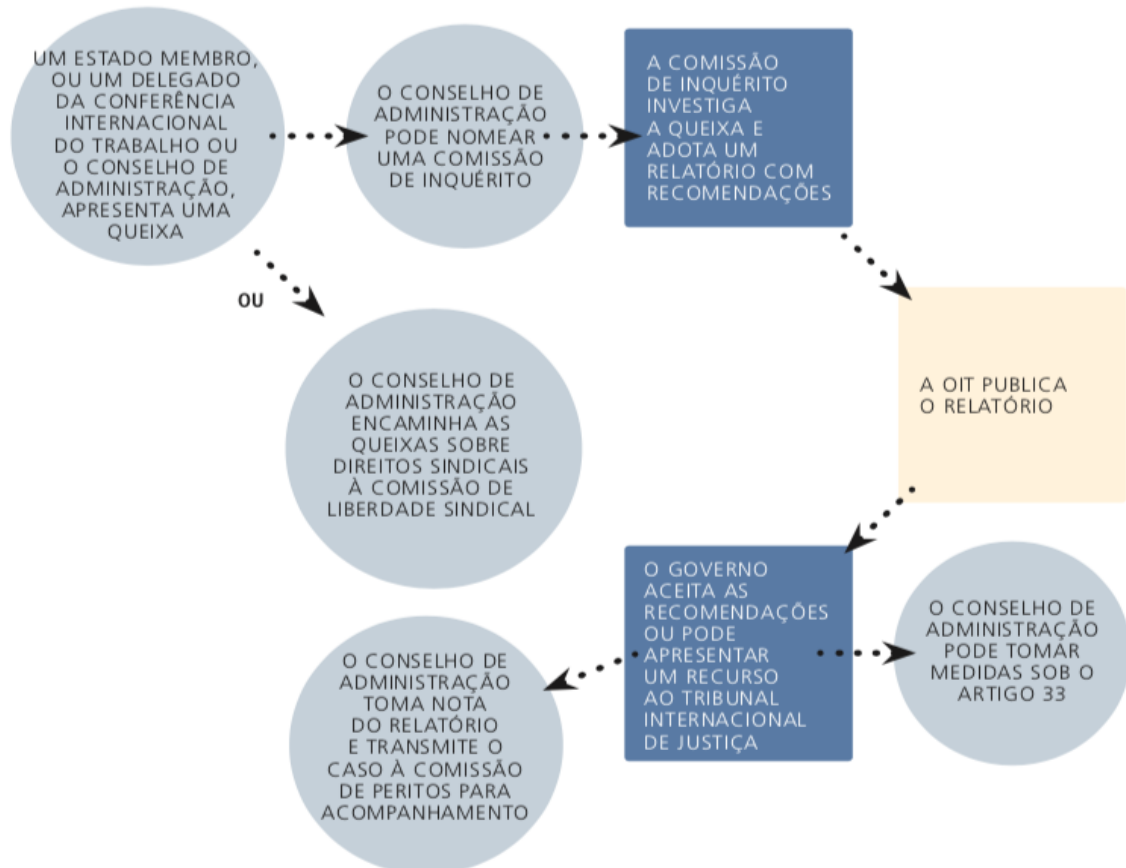 UM ESTADO MEMBRO,
OU UM DELEGADO
DA CONFERÊNCIA
INTERNACIONAL
DO TRABALHO OU
O CONSELHO DE
ADMINISTRAÇÃO,
APRESENTA UMA
QUEIXA
O CONSELHO DE
ADMINISTRAÇÃO
PODE NOMEAR
UMA COMISSÃO
DE INQUÉRITO
A COMISSÃO
DE INQUÉRITO
INVESTIGA
A QUEIXA E
ADOTA UM
RELATÓRIO COM
RECOMENDAÇÕES
OU
O CONSELHO DE
ADMINISTRAÇÃO
ENCAMINHA AS
QUEIXAS SOBRE
DIREITOS SINDICAIS
À COMISSÃO DE
LIBERDADE SINDICAL
A OIT PUBLICA
O RELATÓRIO
O GOVERNO
ACEITA AS
RECOMENDAÇÕES
OU PODE
APRESENTAR
UM RECURSO
AO TRIBUNAL
INTERNACIONAL
DE JUSTIÇA
O CONSELHO DE
ADMINISTRAÇÃO
PODE TOMAR
MEDIDAS SOB O
ARTIGO 33
O CONSELHO DE
ADMINISTRAÇÃO
TOMA NOTA
DO RELATÓRIO
E TRANSMITE O
CASO À COMISSÃO
DE PERITOS PARA
ACOMPANHAMENTO